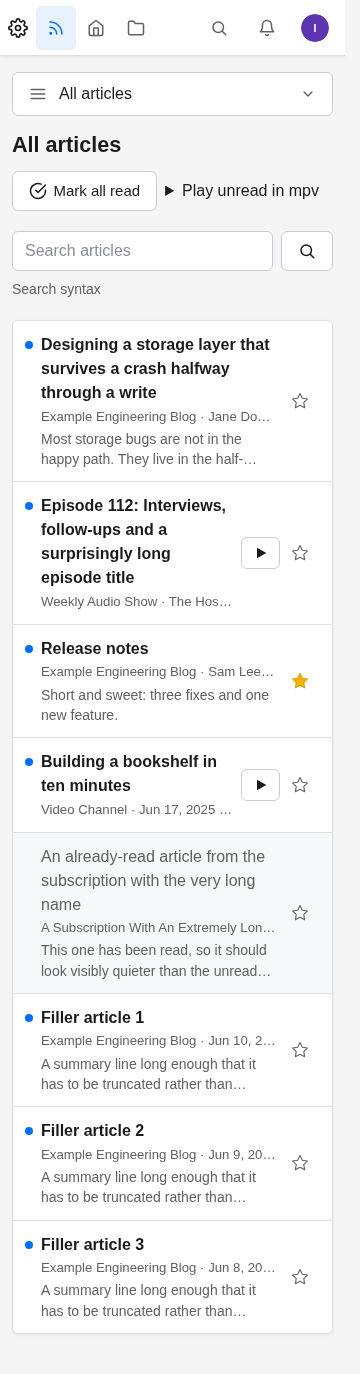 I
All articles
All articles
Mark all read
Play unread in mpv
Search articles
Search syntax
Designing a storage layer that
survives a crash halfway
through a write
Example Engineering Blog · Jane Do…
Most storage bugs are not in the
happy path. They live in the half-…
Episode 112: Interviews,
follow-ups and a
surprisingly long
episode title
Weekly Audio Show · The Hos…
Release notes
Example Engineering Blog · Sam Lee…
Short and sweet: three fixes and one
new feature.
Building a bookshelf in
ten minutes
Video Channel · Jun 17, 2025 …
An already-read article from the
subscription with the very long
name
A Subscription With An Extremely Lon…
This one has been read, so it should
look visibly quieter than the unread…
Filler article 1
Example Engineering Blog · Jun 10, 2…
A summary line long enough that it
has to be truncated rather than…
Filler article 2
Example Engineering Blog · Jun 9, 20…
A summary line long enough that it
has to be truncated rather than…
Filler article 3
Example Engineering Blog · Jun 8, 20…
A summary line long enough that it
has to be truncated rather than…